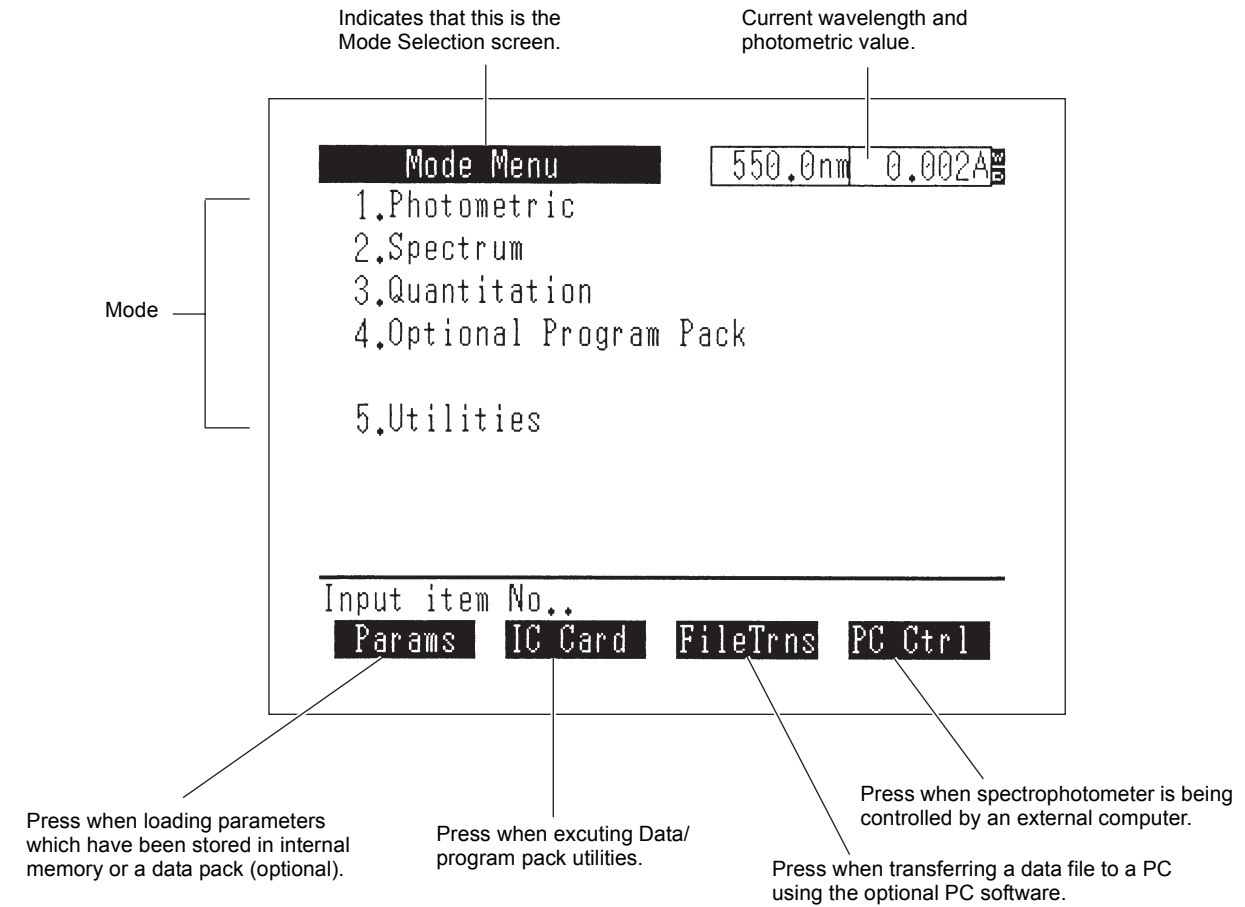 Indicates that this is the
Mode Selection screen.
Current wavelength and
photometric value.
Mode Menu
550.0nm 0.002A W/D
Mode
1.Photometric
2.Spectrum
3.Quantitation
4.Optional Program Pack
5.Utilities
Input item No..
Params IC Card FileTrns PC Ctrl
Press when loading parameters
which have been stored in internal
memory or a data pack (optional).
Press when excuting Data/
program pack utilities.
Press when transferring a data file to a PC
using the optional PC software.
Press when spectrophotometer is being
controlled by an external computer.